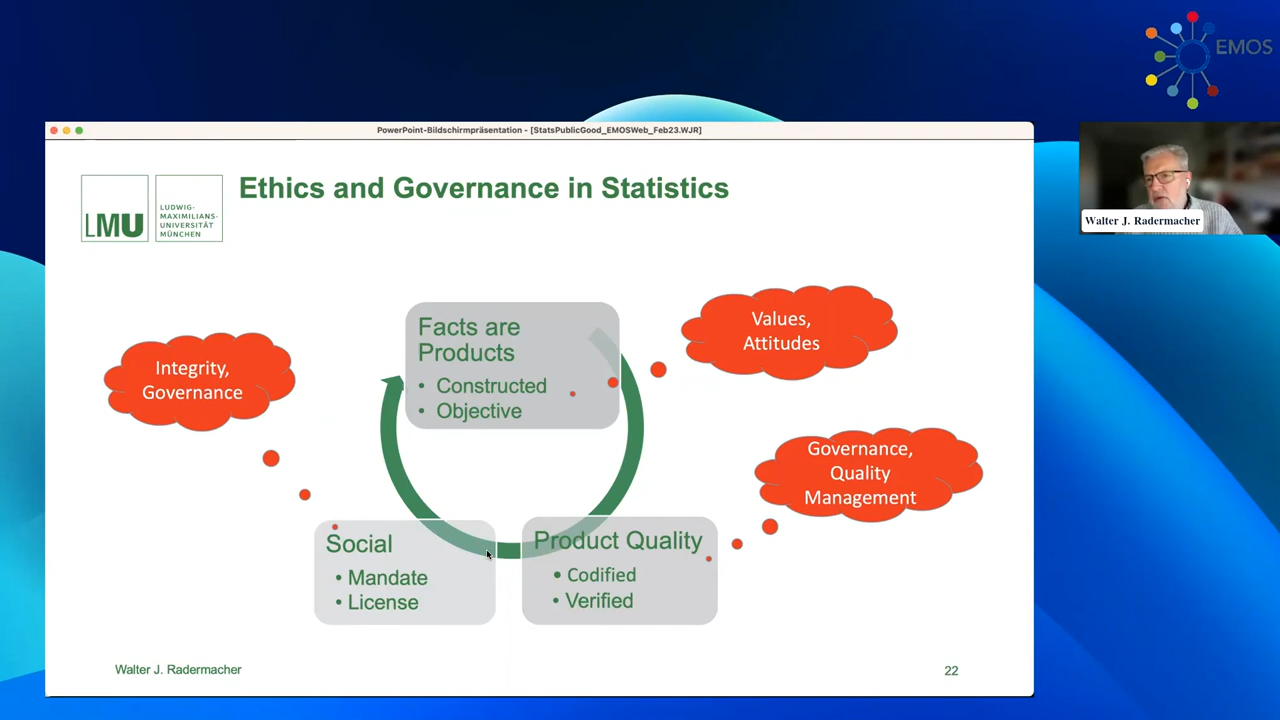 EMOS
PowerPoint-Bildschirmpräsentation - [StatsPublicGood_EMOSWeb_Feb23.WJR]
LMU
LUDWIG-
MAXIMILIANS-
UNIVERSITÄT
MÜNCHEN
Ethics and Governance in Statistics
Walter J. Radermacher
Integrity,
Governance
Facts are
Products
• Constructed
• Objective
Values,
Attitudes
Governance,
Quality
Management
Social
• Mandate
• License
Product Quality
• Codified
• Verified
Walter J. Radermacher
22